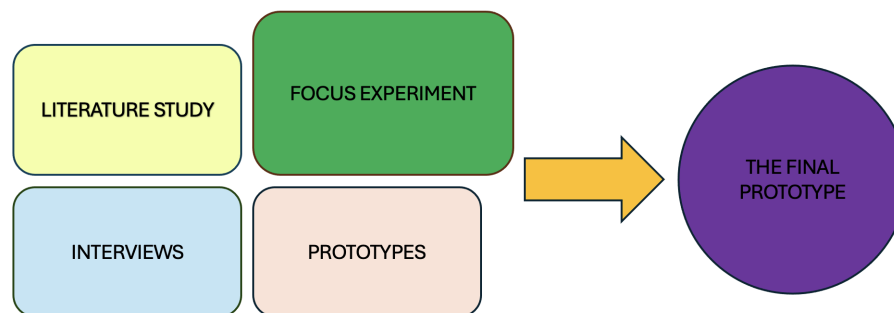 LITERATURE STUDY
FOCUS EXPERIMENT
INTERVIEWS
PROTOTYPES
THE FINAL
PROTOTYPE